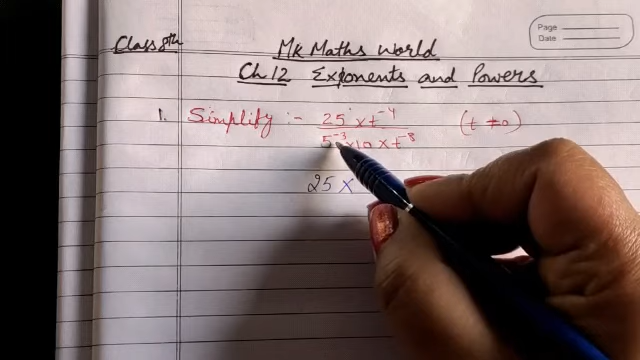 Page
Date
Class 8th
MK Maths world
Ch.12 Exponents and Powers
1. Simplify :- 25 x t⁻⁴ (t ≠ 0)
5⁻³ x 10 x t⁻⁸
25 x